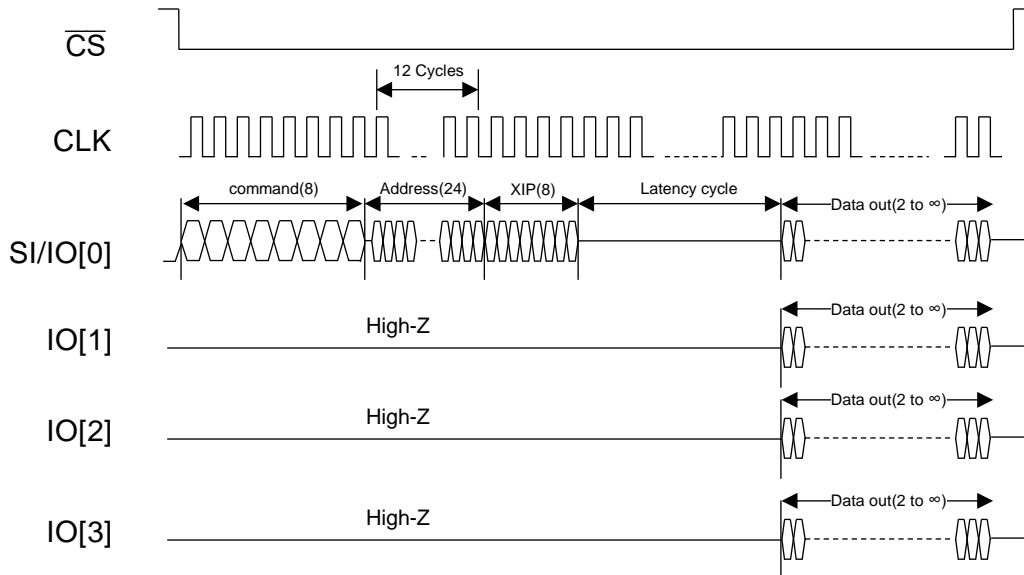 CS
12 Cycles
CLK
command(8) Address(24) XIP(8) Latency cycle Data out(2 to ∞)
SI/IO[0]
Data out(2 to ∞)
High-Z
IO[1]
Data out(2 to ∞)
High-Z
IO[2]
Data out(2 to ∞)
High-Z
IO[3]